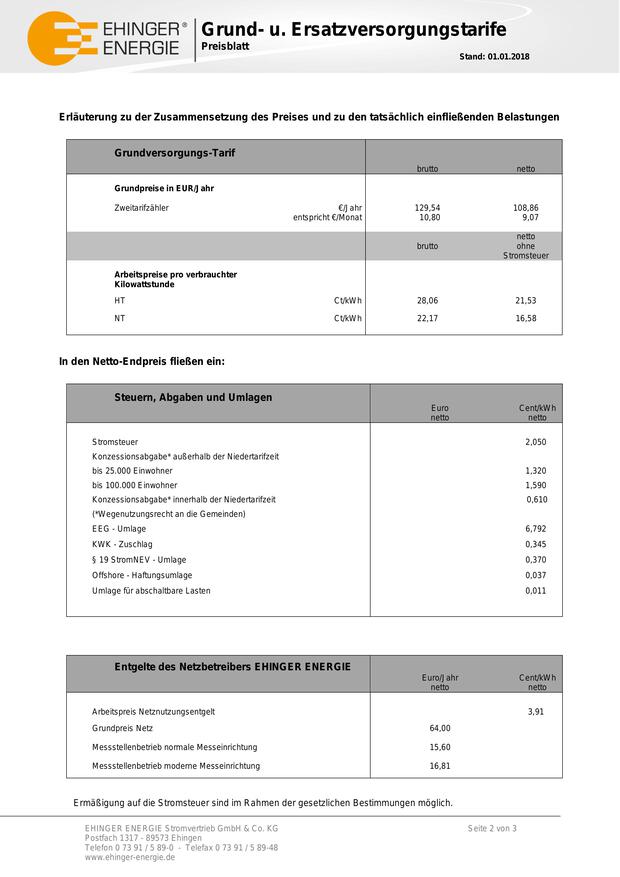 EHINGER®
ENERGIE
Grund- u. Ersatzversorgungstarife
Preisblatt
Stand: 01.01.2018
Erläuterung zu der Zusammensetzung des Preises und zu den tatsächlich einfließenden Belastungen
Grundversorgungs-Tarif
brutto netto
Grundpreise in EUR/Jahr
Zweitarifzähler €/Jahr 129,54 108,86
entspricht €/Monat 10,80 9,07
netto
brutto ohne
Stromsteuer
Arbeitspreise pro verbrauchter
Kilowattstunde
HT Ct/kWh 28,06 21,53
NT Ct/kWh 22,17 16,58
In den Netto-Endpreis fließen ein:
Steuern, Abgaben und Umlagen
Euro Cent/kWh
netto netto
Stromsteuer 2,050
Konzessionsabgabe* außerhalb der Niedertarifzeit
bis 25.000 Einwohner 1,320
bis 100.000 Einwohner 1,590
Konzessionsabgabe* innerhalb der Niedertarifzeit 0,610
(*Wegenutzungsrecht an die Gemeinden)
EEG - Umlage 6,792
KWK - Zuschlag 0,345
§ 19 StromNEV - Umlage 0,370
Offshore - Haftungsumlage 0,037
Umlage für abschaltbare Lasten 0,011
Entgelte des Netzbetreibers EHINGER ENERGIE
Euro/Jahr Cent/kWh
netto netto
Arbeitspreis Netznutzungsentgelt 3,91
Grundpreis Netz 64,00
Messstellenbetrieb normale Messeinrichtung 15,60
Messstellenbetrieb moderne Messeinrichtung 16,81
Ermäßigung auf die Stromsteuer sind im Rahmen der gesetzlichen Bestimmungen möglich.
EHINGER ENERGIE Stromvertrieb GmbH & Co. KG Seite 2 von 3
Postfach 1317 - 89573 Ehingen
Telefon 0 73 91 / 5 89-0 - Telefax 0 73 91 / 5 89-48
www.ehinger-energie.de